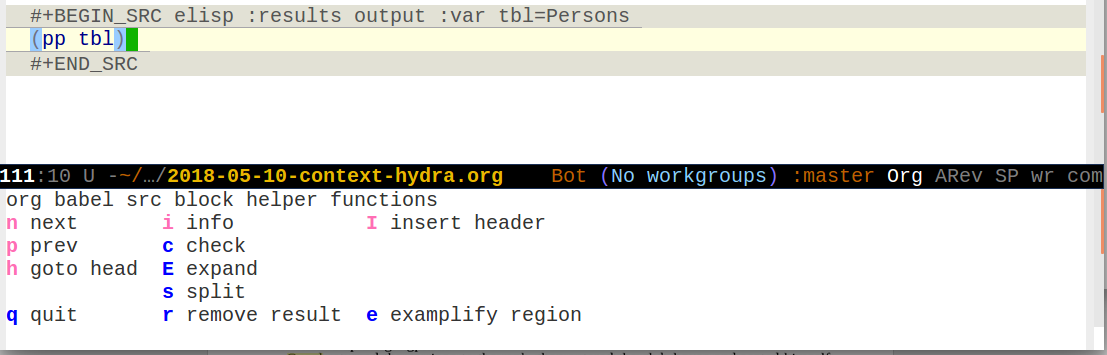 #+BEGIN_SRC elisp :results output :var tbl=Persons
(pp tbl)
#+END_SRC
111:10 U -~/…/2018-05-10-context-hydra.org Bot (No workgroups) :master Org ARev SP wr com
org babel src block helper functions
n next i info I insert header
p prev c check
h goto head E expand
s split
q quit r remove result e examplify region